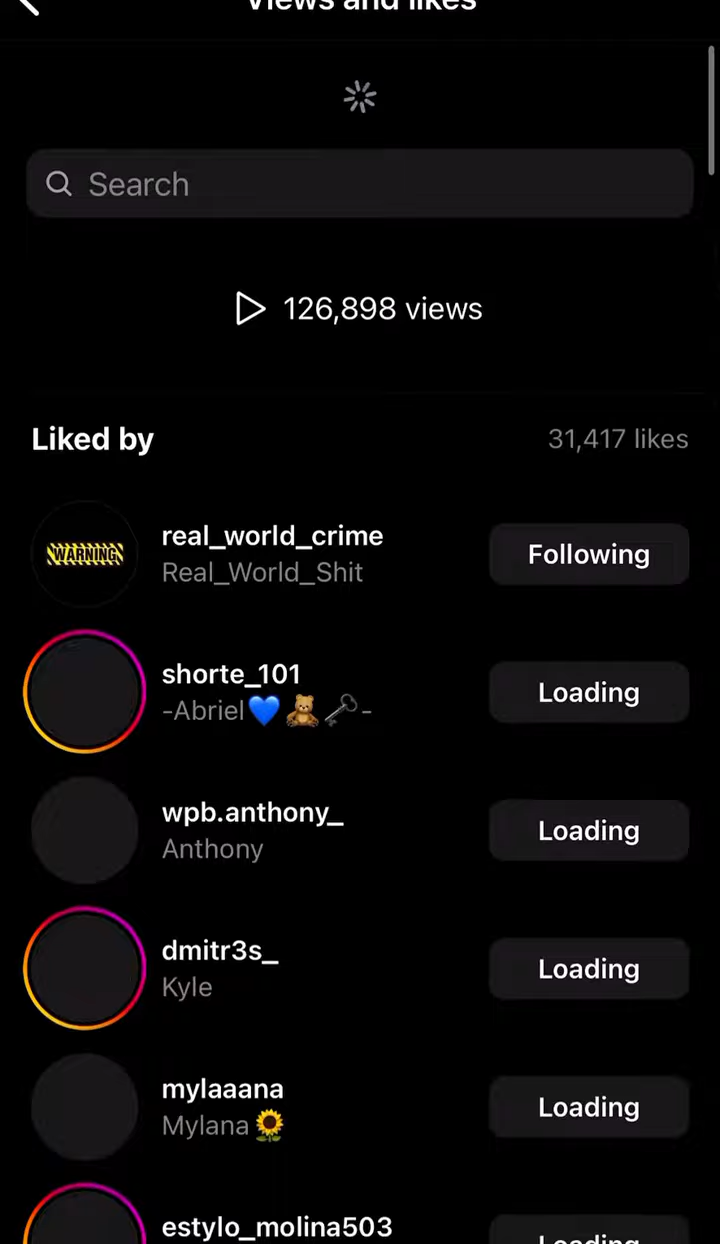 Views and likes
Search
126,898 views
Liked by
31,417 likes
WARNING
real_world_crime
Real_World_Shit
Following
shorte_101
-Abriel💙🧸🗝-
Loading
wpb.anthony_
Anthony
Loading
dmitr3s_
Kyle
Loading
mylaaana
Mylana🌻
Loading
estylo_molina503
Loading